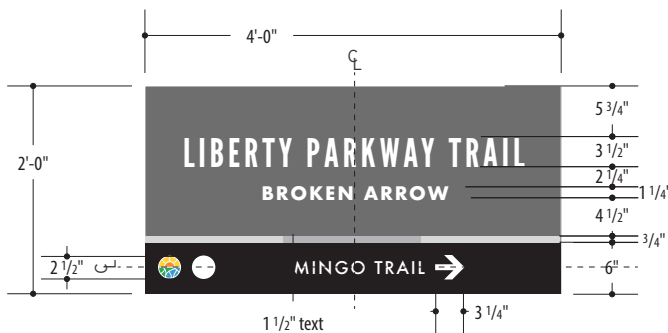 4'-0"
CL
5 3/4"
LIBERTY PARKWAY TRAIL
3 1/2"
2'-0"
2 1/4"
BROKEN ARROW
1 1/4"
4 1/2"
3/4"
2 1/2"
CL
MINGO TRAIL
6"
1 1/2" text
3 1/4"